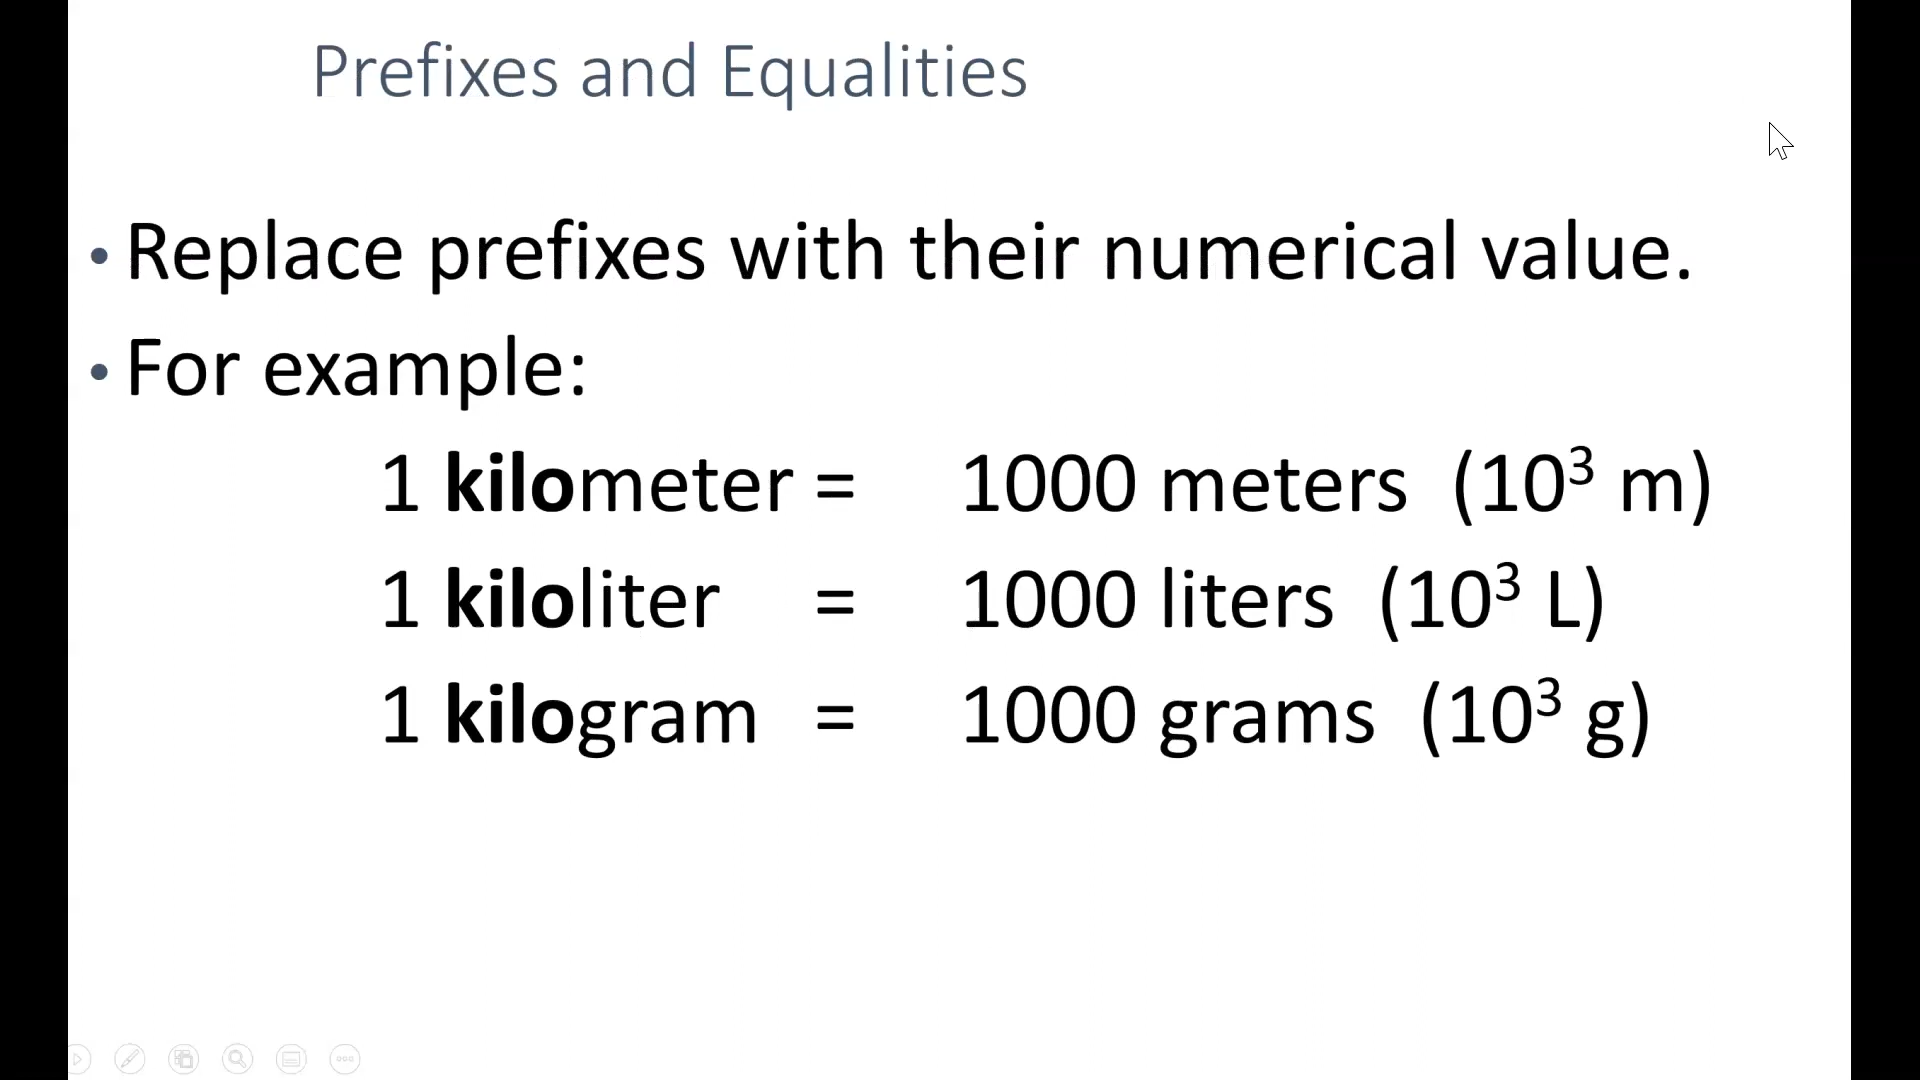 Prefixes and Equalities
• Replace prefixes with their numerical value.
• For example:
1 kilometer = 1000 meters (10³ m)
1 kiloliter = 1000 liters (10³ L)
1 kilogram = 1000 grams (10³ g)